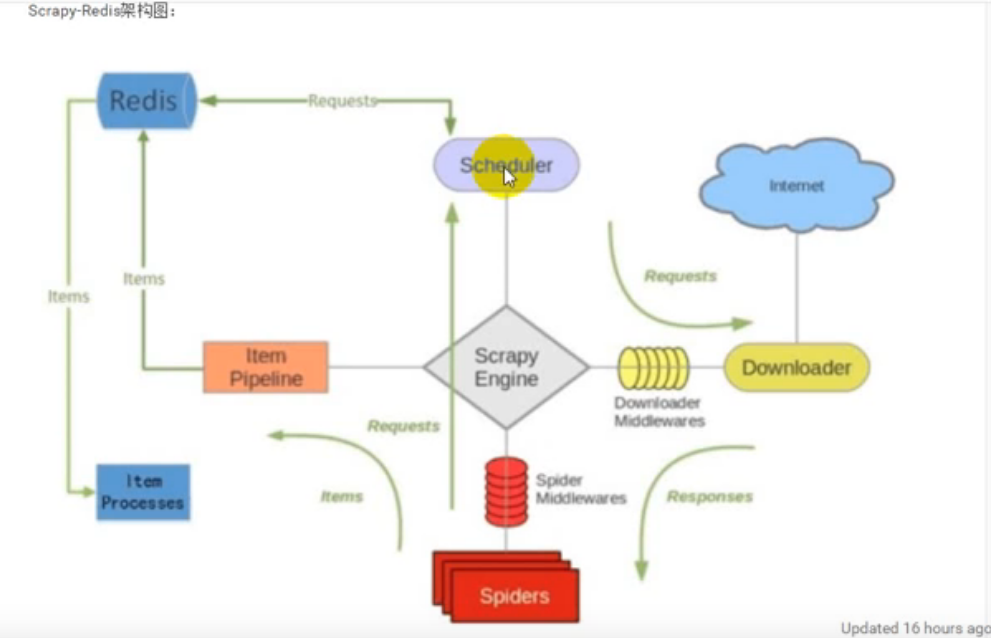 Scrapy-Redis架构图：
Redis
Requests
Scheduler
Internet
Requests
Items
Items
Item
Pipeline
Scrapy
Engine
Downloader
Downloader
Middlewares
Requests
Item
Processes
Items
Spider
Middlewares
Responses
Spiders
Updated 16 hours ago